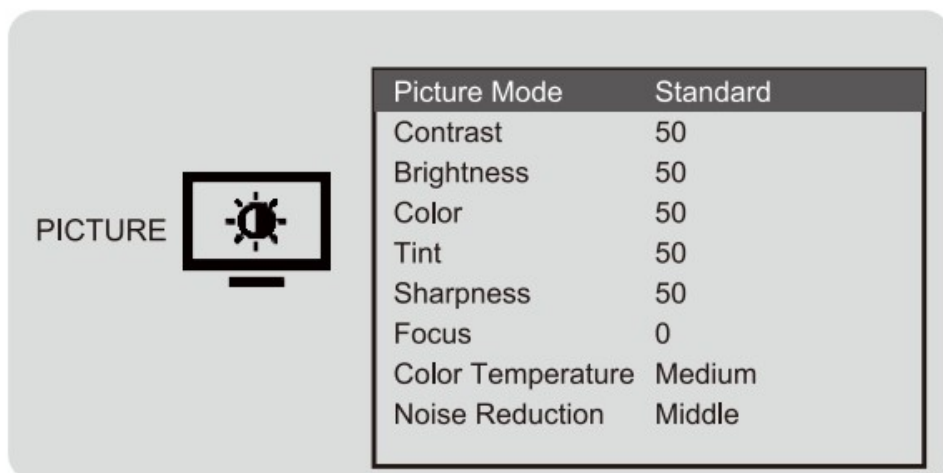 PICTURE
Picture Mode Standard
Contrast 50
Brightness 50
Color 50
Tint 50
Sharpness 50
Focus 0
Color Temperature Medium
Noise Reduction Middle